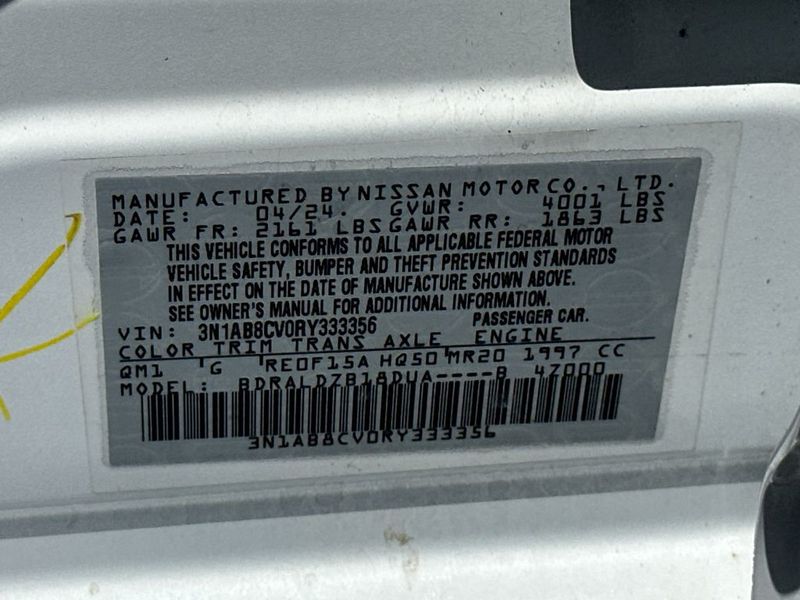 MANUFACTURED BY NISSAN MOTOR CO., LTD.
DATE: 04/24. GVWR: 4001 LBS
GAWR FR: 2161 LBS GAWR RR: 1863 LBS
THIS VEHICLE CONFORMS TO ALL APPLICABLE FEDERAL MOTOR
VEHICLE SAFETY, BUMPER AND THEFT PREVENTION STANDARDS
IN EFFECT ON THE DATE OF MANUFACTURE SHOWN ABOVE.
SEE OWNER'S MANUAL FOR ADDITIONAL INFORMATION.
VIN: 3N1AB8CV0RY333356 PASSENGER CAR.
COLOR TRIM TRANS AXLE ENGINE
QM1 G RE0F15A HQ50 MR20 1997 CC
MODEL: BDRALDZB18DUA----B 4Z000
3N1AB8CV0RY333356